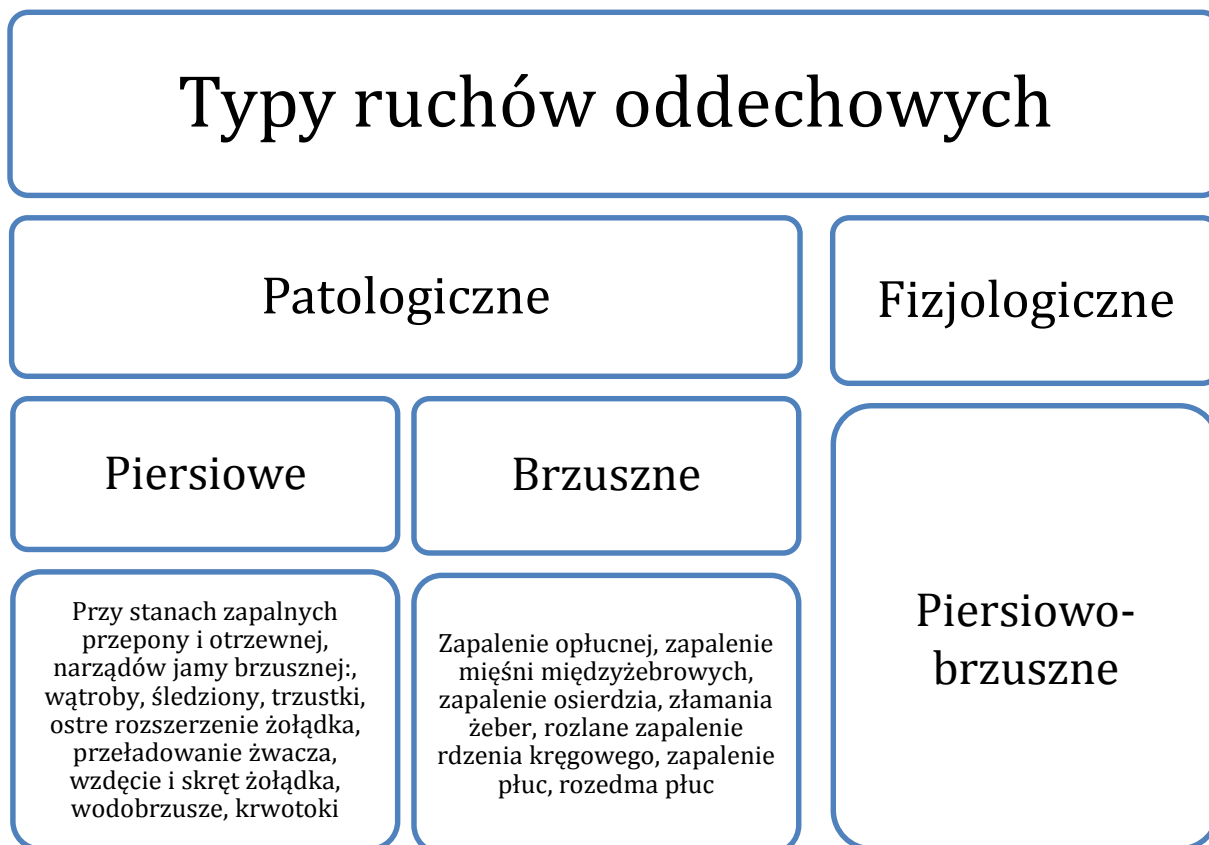 Typy ruchów oddechowych
Patologiczne
Fizjologiczne
Piersiowe
Brzuszne
Przy stanach zapalnych
przepony i otrzewnej,
narządów jamy brzusznej:,
wątroby, śledziony, trzustki,
ostre rozszerzenie żołądka,
przeładowanie żwacza,
wzdęcie i skręt żołądka,
wodobrzusze, krwotoki
Zapalenie opłucnej, zapalenie
mięśni międzyżebrowych,
zapalenie osierdzia, złamania
żeber, rozlane zapalenie
rdzenia kręgowego, zapalenie
płuc, rozedma płuc
Piersiowo-
brzuszne